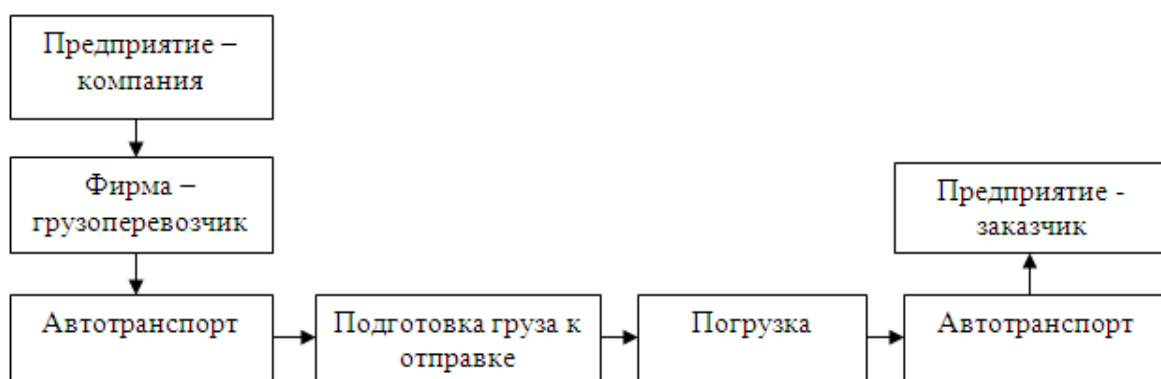 Предприятие –
компания
Фирма –
грузоперевозчик
Предприятие -
заказчик
Автотранспорт
Подготовка груза к
отправке
Погрузка
Автотранспорт